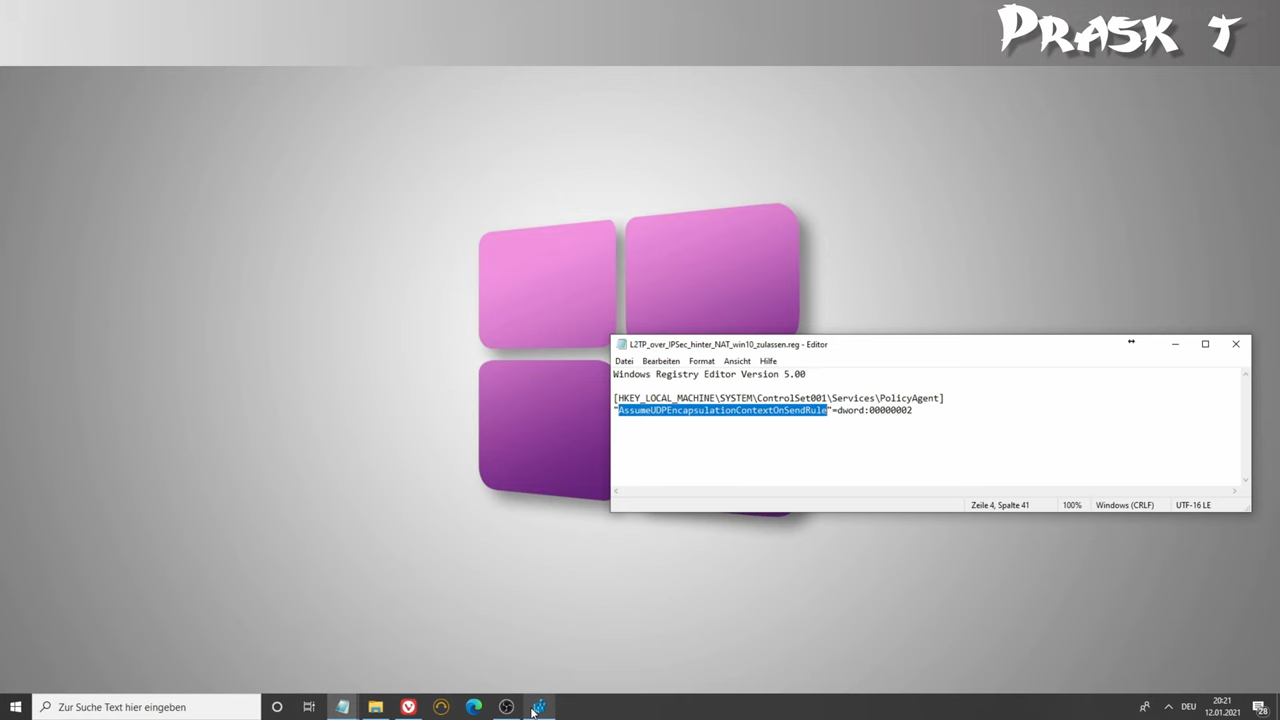 Prask t
L2TP_over_IPSec_hinter_NAT_win10_zulassen.reg - Editor
Datei Bearbeiten Format Ansicht Hilfe
Windows Registry Editor Version 5.00
[HKEY_LOCAL_MACHINE\SYSTEM\ControlSet001\Services\PolicyAgent]
"AssumeUDPEncapsulationContextOnSendRule"=dword:00000002
Zeile 4, Spalte 41 100% Windows (CRLF) UTF-16 LE
Zur Suche Text hier eingeben
DEU
20:21
12.01.2021
28